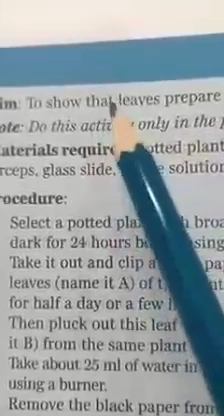 im: To show that leaves prepare
ote: Do this activ only in the
aterials require otted plant
rceps, glass slide, e solution
rocedure:
Select a potted pla h broa
dark for 24 hours b sing
Take it out and clip a pa
leaves (name it A) of t
for half a day or a few
Then pluck out this leaf
it B) from the same plant
Take about 25 ml of water in
using a burner.
Remove the black paper from